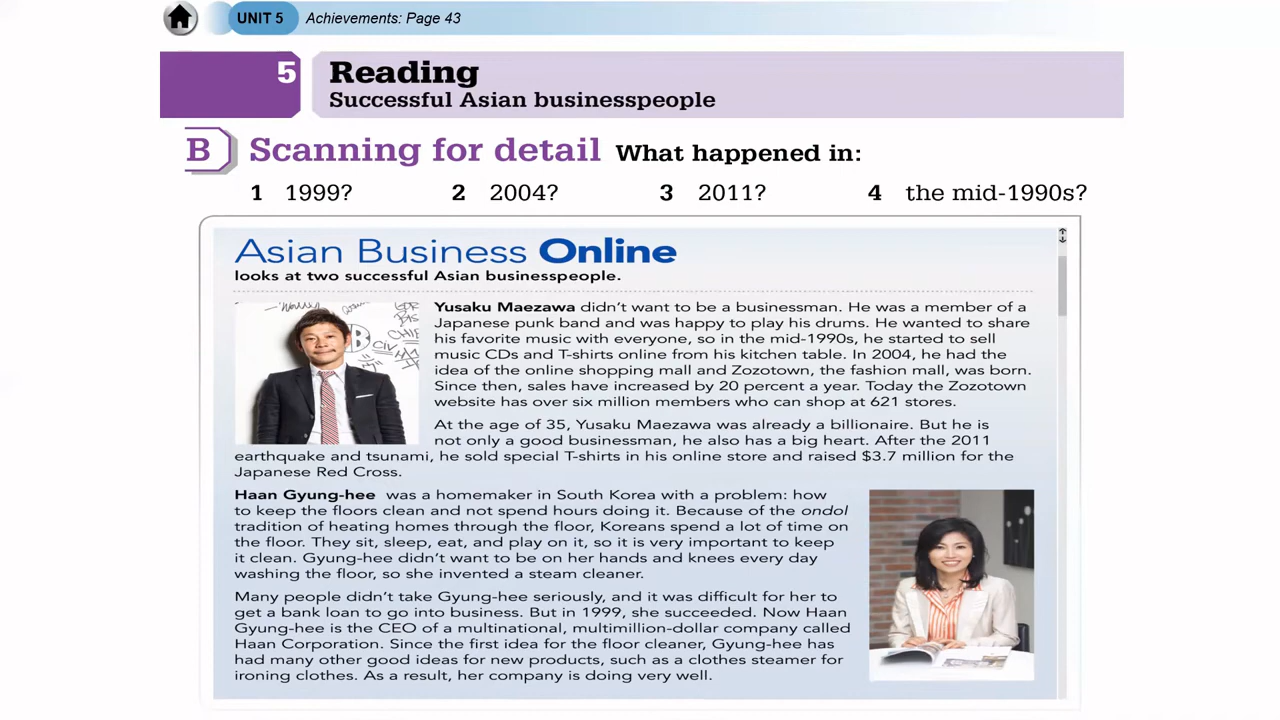 UNIT 5 Achievements: Page 43
5 Reading
Successful Asian businesspeople
B Scanning for detail What happened in:
1 1999? 2 2004? 3 2011? 4 the mid-1990s?
Asian Business Online
looks at two successful Asian businesspeople.
Yusaku Maezawa didn't want to be a businessman. He was a member of a
Japanese punk band and was happy to play his drums. He wanted to share
his favorite music with everyone, so in the mid-1990s, he started to sell
music CDs and T-shirts online from his kitchen table. In 2004, he had the
idea of the online shopping mall and Zozotown, the fashion mall, was born.
Since then, sales have increased by 20 percent a year. Today the Zozotown
website has over six million members who can shop at 621 stores.
At the age of 35, Yusaku Maezawa was already a billionaire. But he is
not only a good businessman, he also has a big heart. After the 2011
earthquake and tsunami, he sold special T-shirts in his online store and raised $3.7 million for the
Japanese Red Cross.
Haan Gyung-hee was a homemaker in South Korea with a problem: how
to keep the floors clean and not spend hours doing it. Because of the ondol
tradition of heating homes through the floor, Koreans spend a lot of time on
the floor. They sit, sleep, eat, and play on it, so it is very important to keep
it clean. Gyung-hee didn't want to be on her hands and knees every day
washing the floor, so she invented a steam cleaner.
Many people didn't take Gyung-hee seriously, and it was difficult for her to
get a bank loan to go into business. But in 1999, she succeeded. Now Haan
Gyung-hee is the CEO of a multinational, multimillion-dollar company called
Haan Corporation. Since the first idea for the floor cleaner, Gyung-hee has
had many other good ideas for new products, such as a clothes steamer for
ironing clothes. As a result, her company is doing very well.